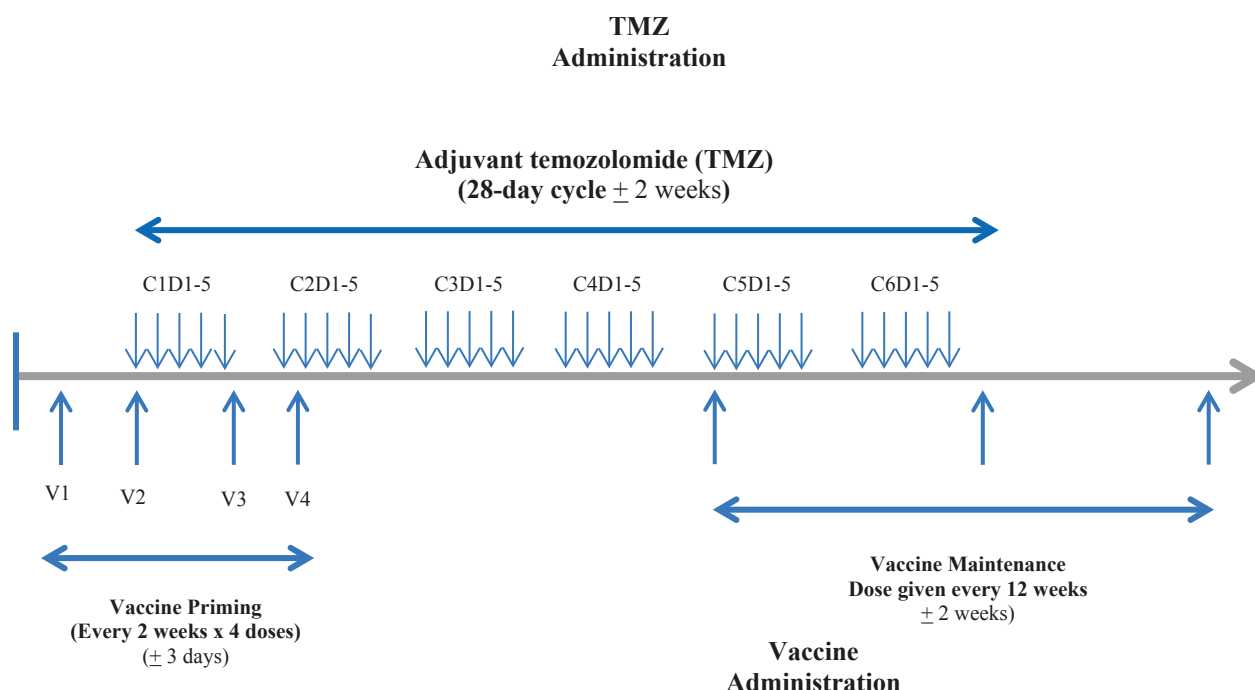 TMZ
Administration
Adjuvant temozolomide (TMZ)
(28-day cycle ± 2 weeks)
C1D1-5 C2D1-5 C3D1-5 C4D1-5 C5D1-5 C6D1-5
V1 V2 V3 V4
Vaccine Priming
(Every 2 weeks x 4 doses)
(± 3 days)
Vaccine Maintenance
Dose given every 12 weeks
± 2 weeks)
Vaccine
Administration